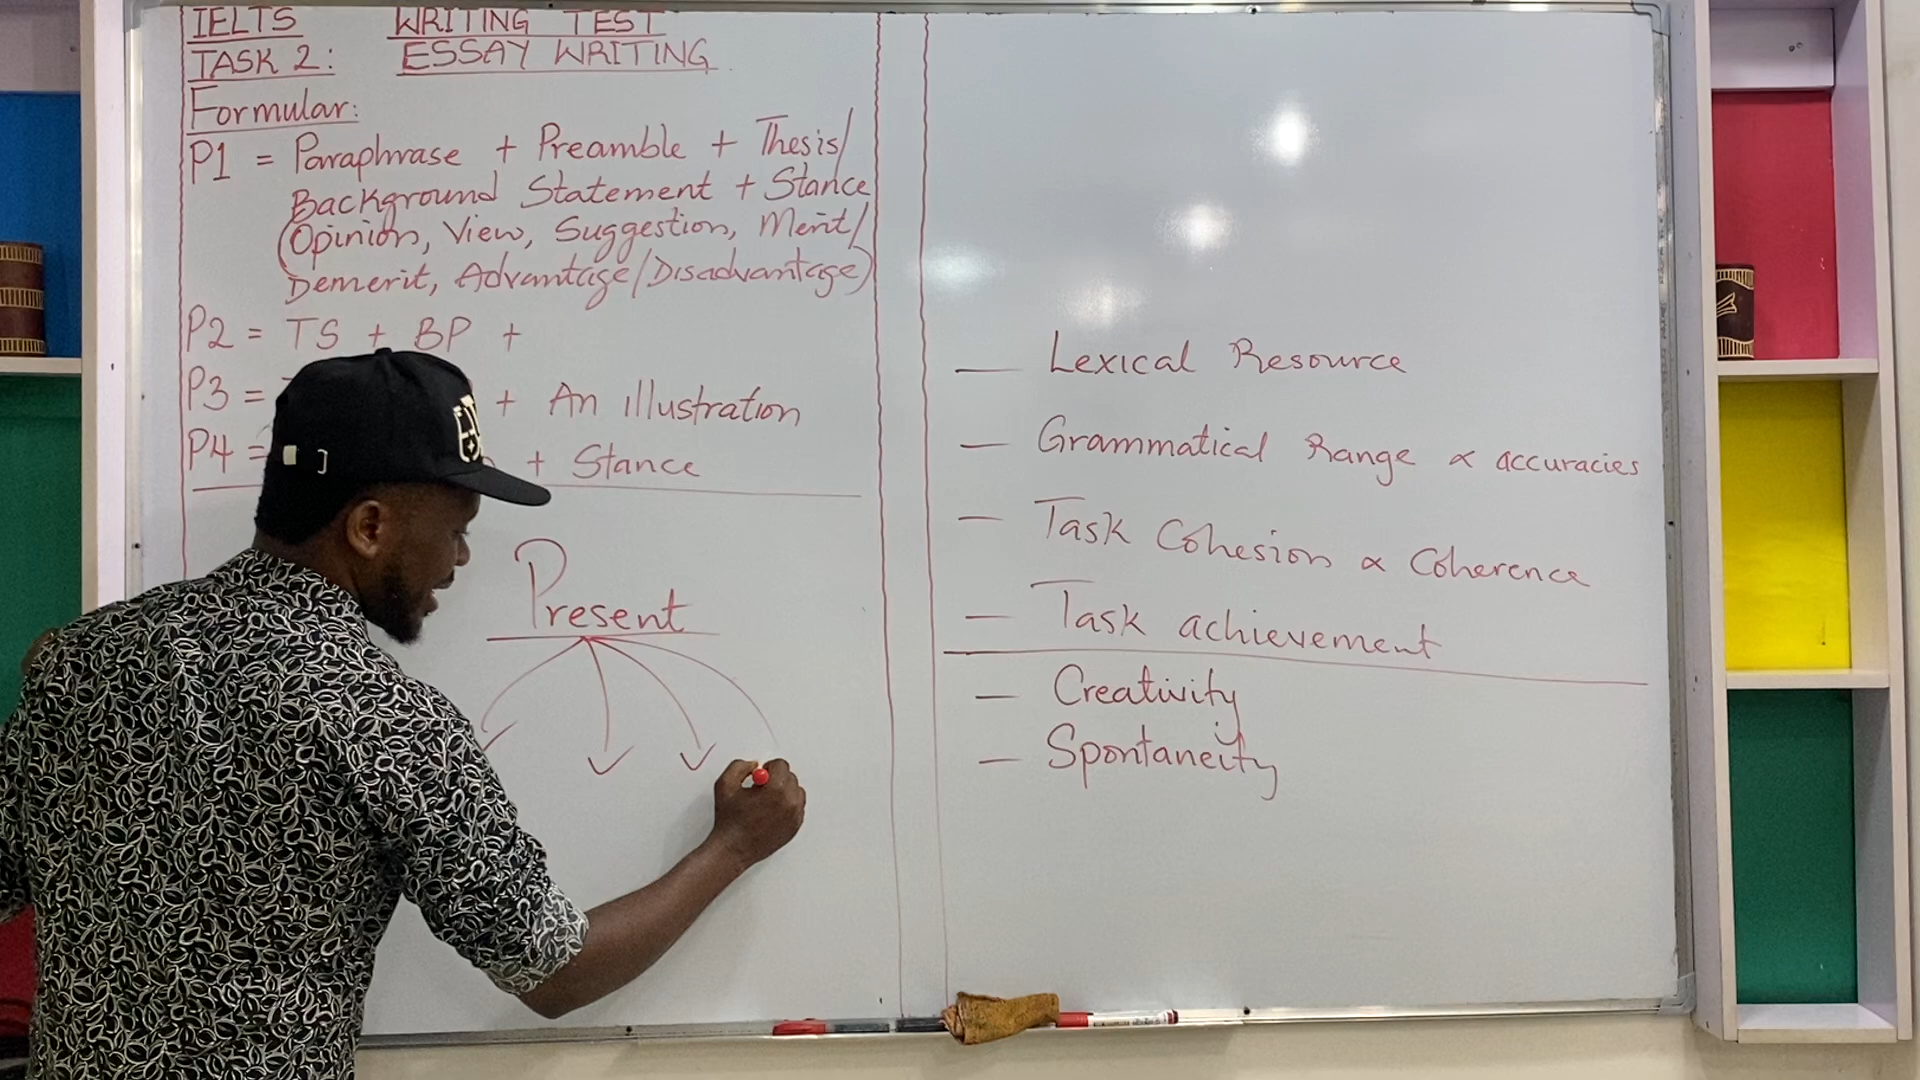 IELTS WRITING TEST
TASK 2: ESSAY WRITING
Formular:
P1 = Paraphrase + Preamble + Thesis/
Background Statement + Stance
(Opinion, View, Suggestion, Merit/
Demerit, Advantage/Disadvantage)
P2 = TS + BP +
P3 = + An illustration
P4 = + Stance
Present
— Lexical Resource
— Grammatical Range & accuracies
— Task Cohesion & Coherence
— Task achievement
— Creativity
— Spontaneity